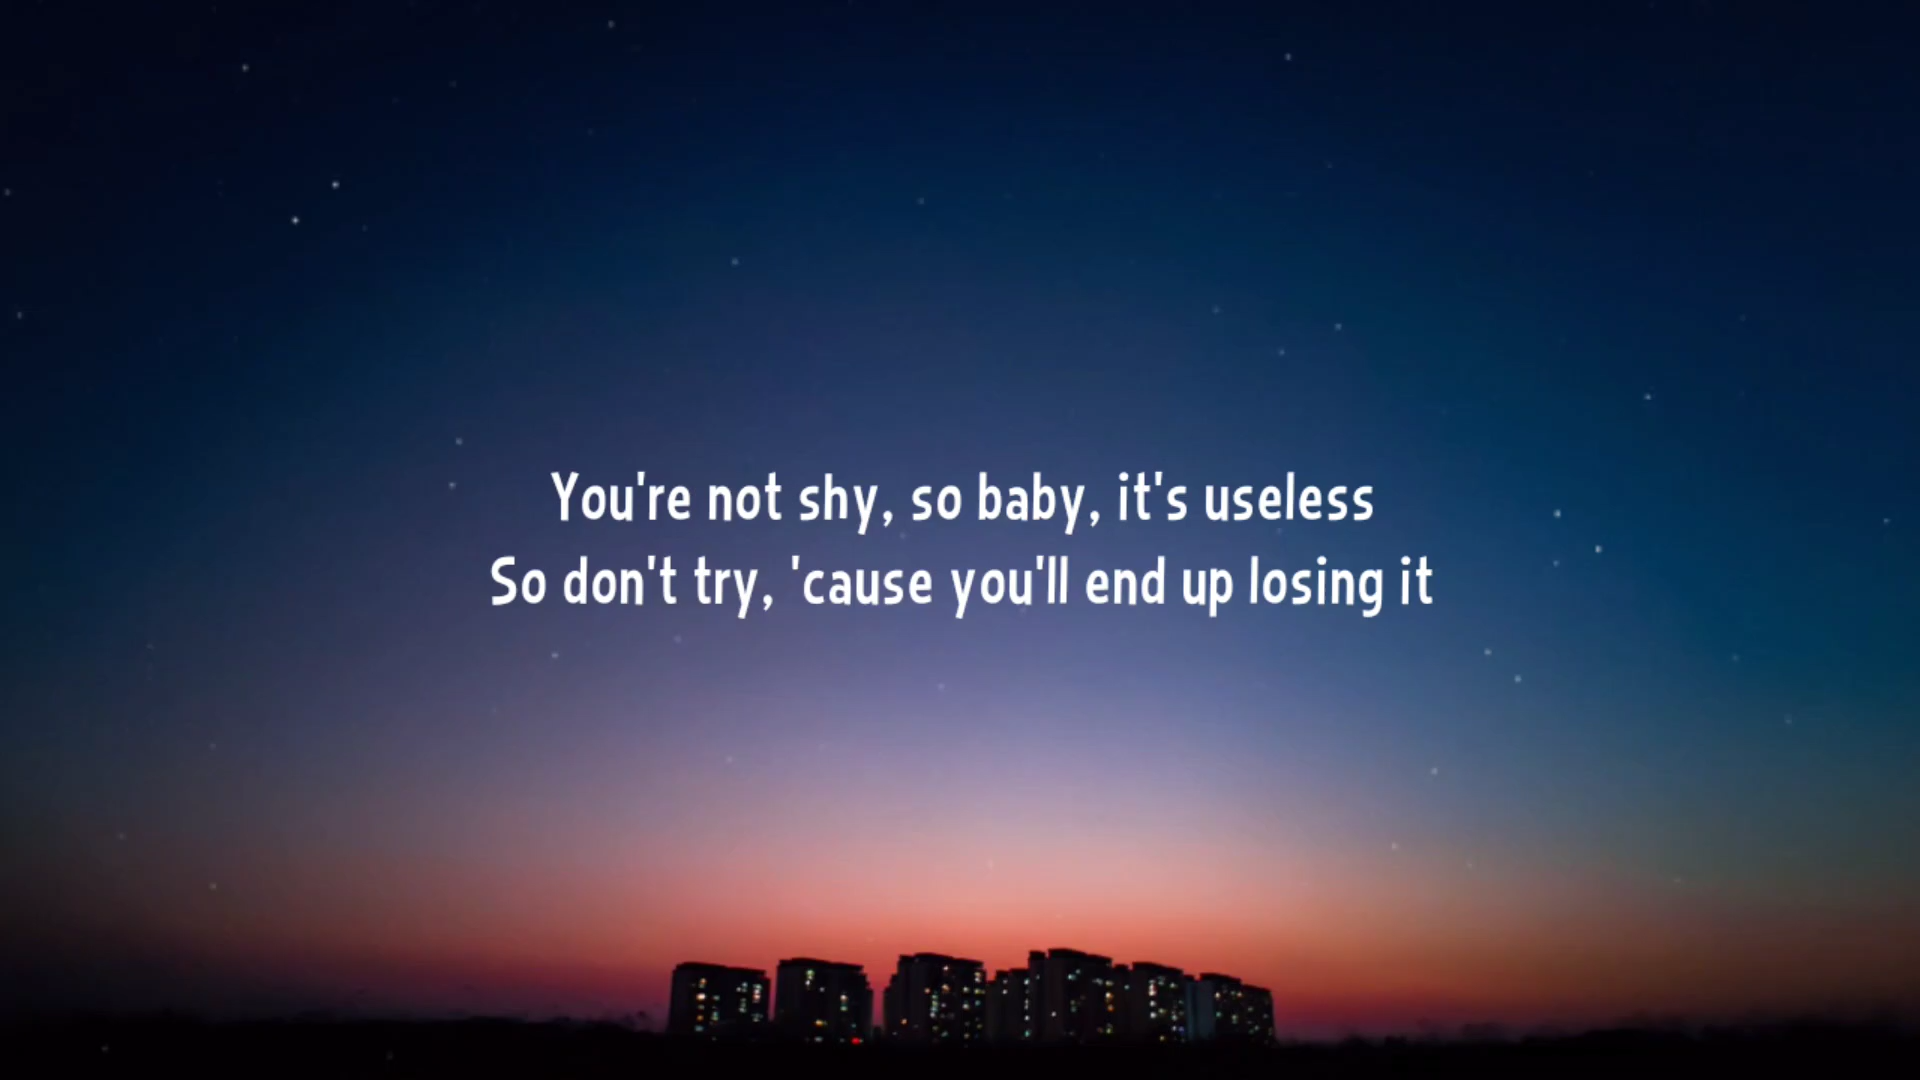 You're not shy, so baby, it's useless
So don't try, 'cause you'll end up losing it